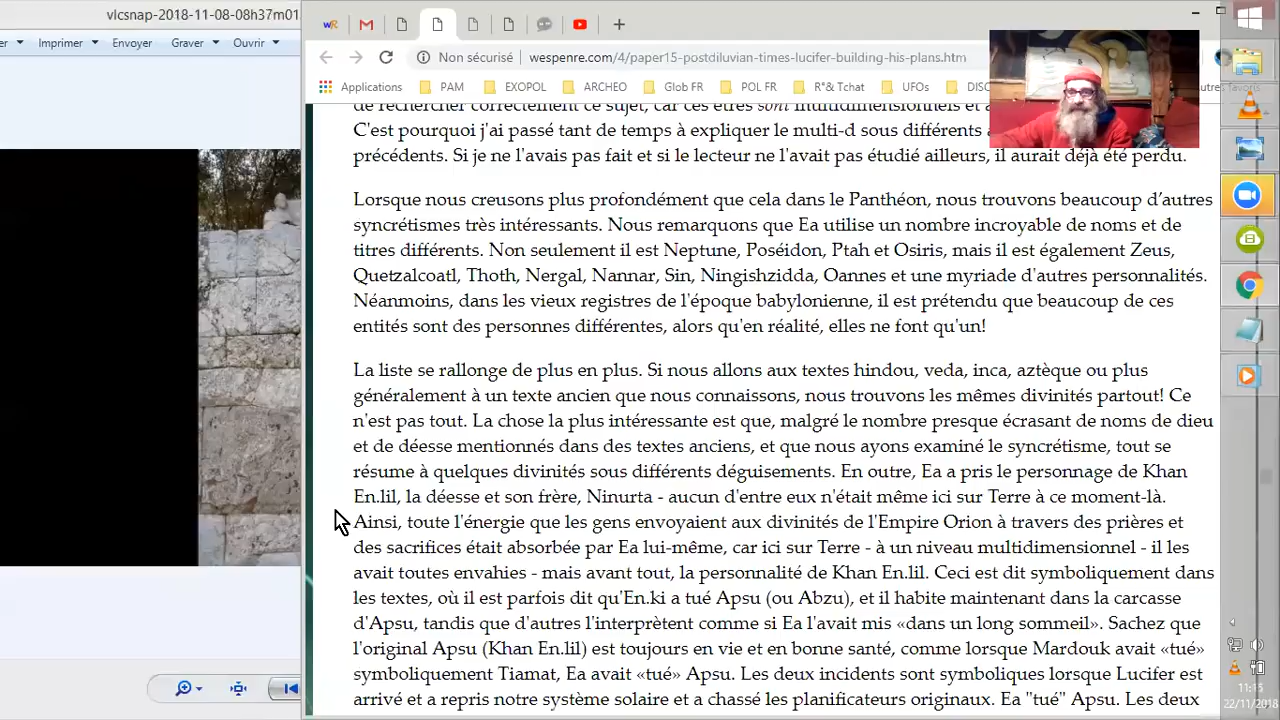 vlcsnap-2018-11-08-08h37m01
Imprimer Envoyer Graver Ouvrir
Non sécurisé wespenre.com/4/paper15-postdiluvian-times-lucifer-building-his-plans.htm
Applications PAM EXOPOL ARCHEO Glob FR POL FR R*& Tchat UFOs
utres favoris
de rechercher correctement ce sujet, car ces êtres sont multidimensionnels et
C'est pourquoi j'ai passé tant de temps à expliquer le multi-d sous différents
précédents. Si je ne l'avais pas fait et si le lecteur ne l'avait pas étudié ailleurs, il aurait déjà été perdu.
Lorsque nous creusons plus profondément que cela dans le Panthéon, nous trouvons beaucoup d'autres
syncrétismes très intéressants. Nous remarquons que Ea utilise un nombre incroyable de noms et de
titres différents. Non seulement il est Neptune, Poséidon, Ptah et Osiris, mais il est également Zeus,
Quetzalcoatl, Thoth, Nergal, Nannar, Sin, Ningishzidda, Oannes et une myriade d'autres personnalités.
Néanmoins, dans les vieux registres de l'époque babylonienne, il est prétendu que beaucoup de ces
entités sont des personnes différentes, alors qu'en réalité, elles ne font qu'un!
La liste se rallonge de plus en plus. Si nous allons aux textes hindou, veda, inca, aztèque ou plus
généralement à un texte ancien que nous connaissons, nous trouvons les mêmes divinités partout! Ce
n'est pas tout. La chose la plus intéressante est que, malgré le nombre presque écrasant de noms de dieu
et de déesse mentionnés dans des textes anciens, et que nous ayons examiné le syncrétisme, tout se
résume à quelques divinités sous différents déguisements. En outre, Ea a pris le personnage de Khan
En.lil, la déesse et son frère, Ninurta - aucun d'entre eux n'était même ici sur Terre à ce moment-là.
Ainsi, toute l'énergie que les gens envoyaient aux divinités de l'Empire Orion à travers des prières et
des sacrifices était absorbée par Ea lui-même, car ici sur Terre - à un niveau multidimensionnel - il les
avait toutes envahies - mais avant tout, la personnalité de Khan En.lil. Ceci est dit symboliquement dans
les textes, où il est parfois dit qu'En.ki a tué Apsu (ou Abzu), et il habite maintenant dans la carcasse
d'Apsu, tandis que d'autres l'interprètent comme si Ea l'avait mis «dans un long sommeil». Sachez que
l'original Apsu (Khan En.lil) est toujours en vie et en bonne santé, comme lorsque Mardouk avait «tué»
symboliquement Tiamat, Ea avait «tué» Apsu. Les deux incidents sont symboliques lorsque Lucifer est
arrivé et a repris notre système solaire et a chassé les planificateurs originaux. Ea "tué" Apsu. Les deux
11:15
22/11/2018